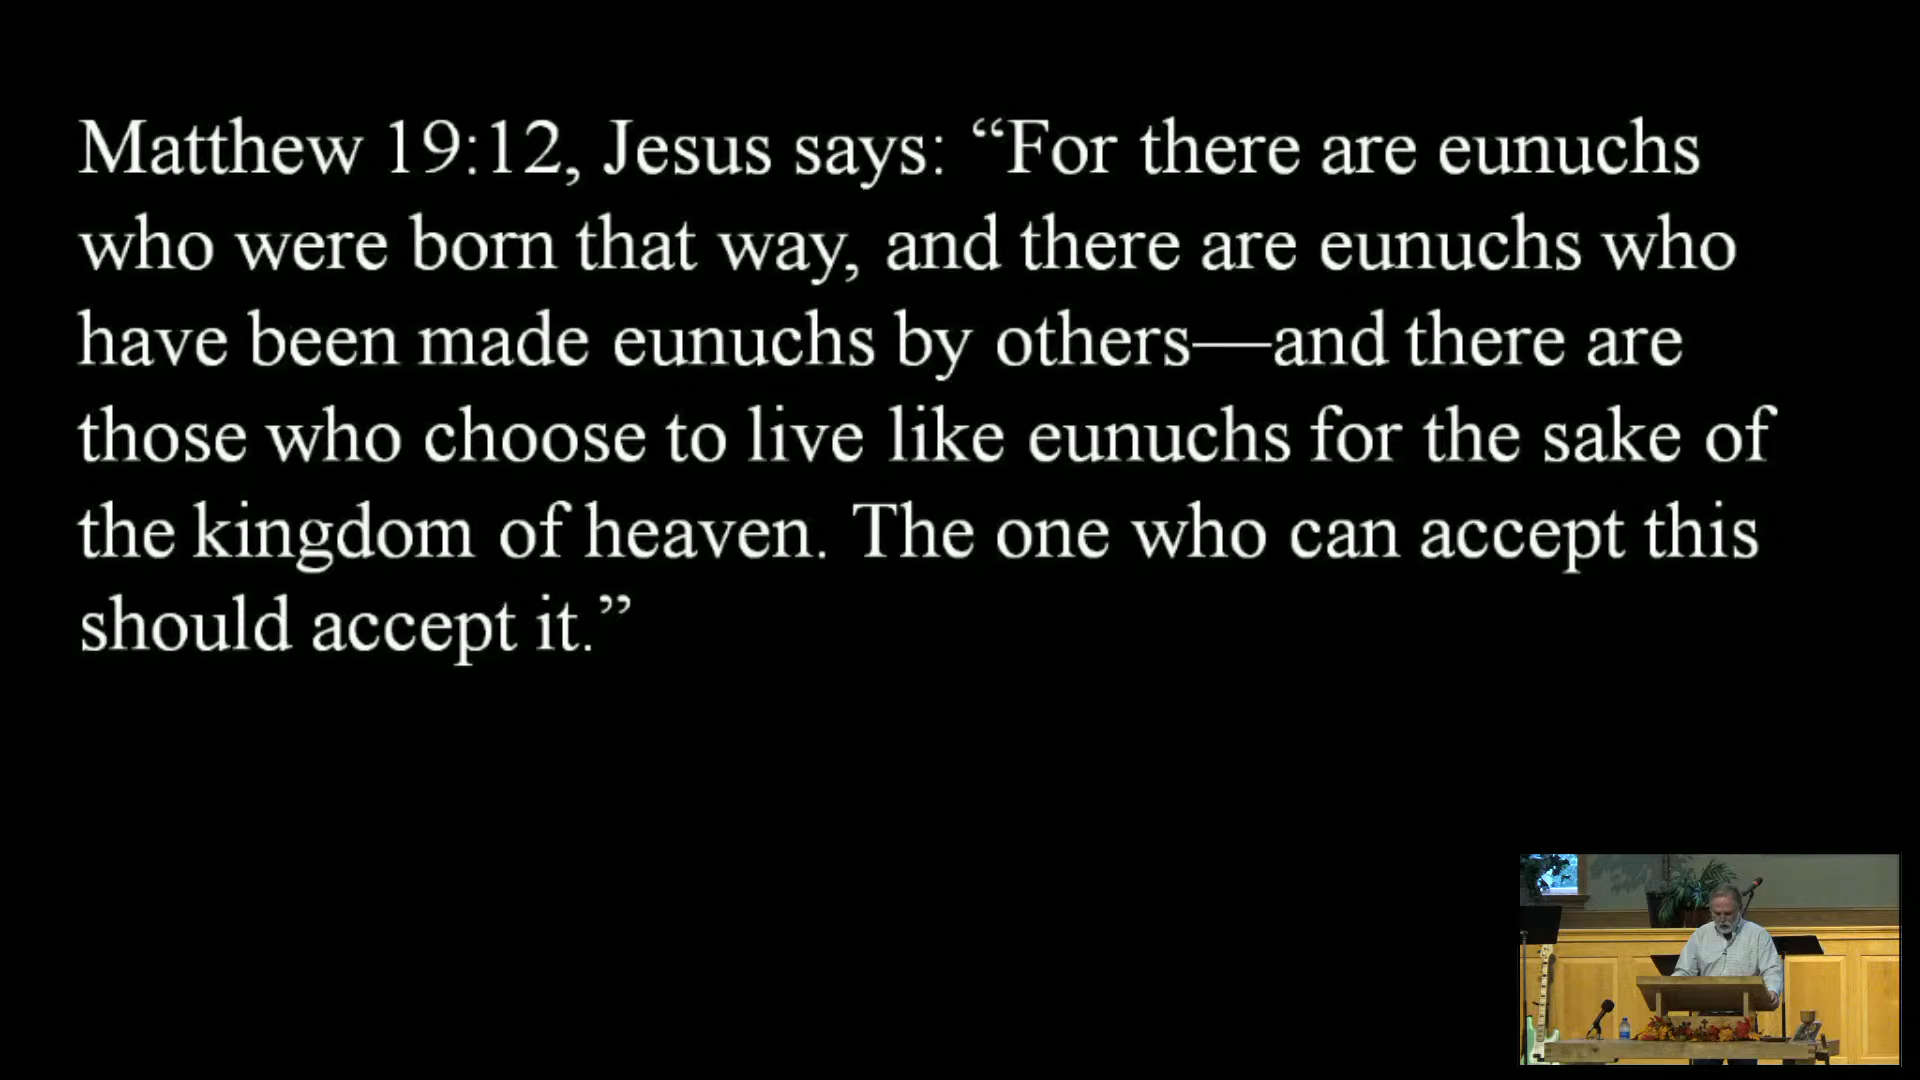 Matthew 19:12, Jesus says: “For there are eunuchs
who were born that way, and there are eunuchs who
have been made eunuchs by others—and there are
those who choose to live like eunuchs for the sake of
the kingdom of heaven. The one who can accept this
should accept it.”